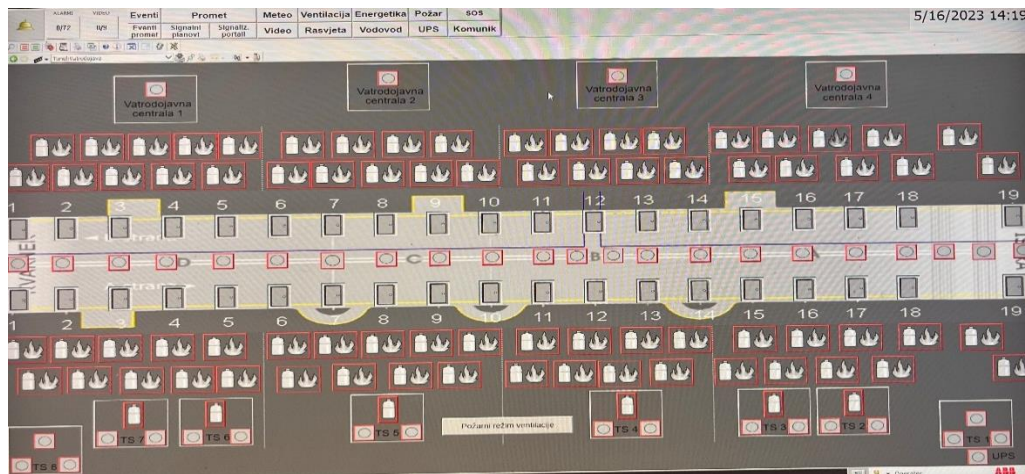 ALARMI
VIDEO
Eventi
Promet
Meteo
Ventilacija
Energetika
Požar
SOS
5/16/2023 14:19
Eventi promet
Signalni planovi
Signaliz. portali
Video
Rasvjeta
Vodovod
UPS
Komunik
Vatrodojavna centrala 1
Vatrodojavna centrala 2
Vatrodojavna centrala 3
Vatrodojavna centrala 4
1 2 3 4 5 6 7 8 9 10 11 12 13 14 15 16 17 18 19
D C B A
1 2 3 4 5 6 7 8 9 10 11 12 13 14 15 16 17 18 19
TS 8
TS 7
TS 6
TS 5
Požarni režim ventilacije
TS 4
TS 3
TS 2
TS 1
UPS
ABB